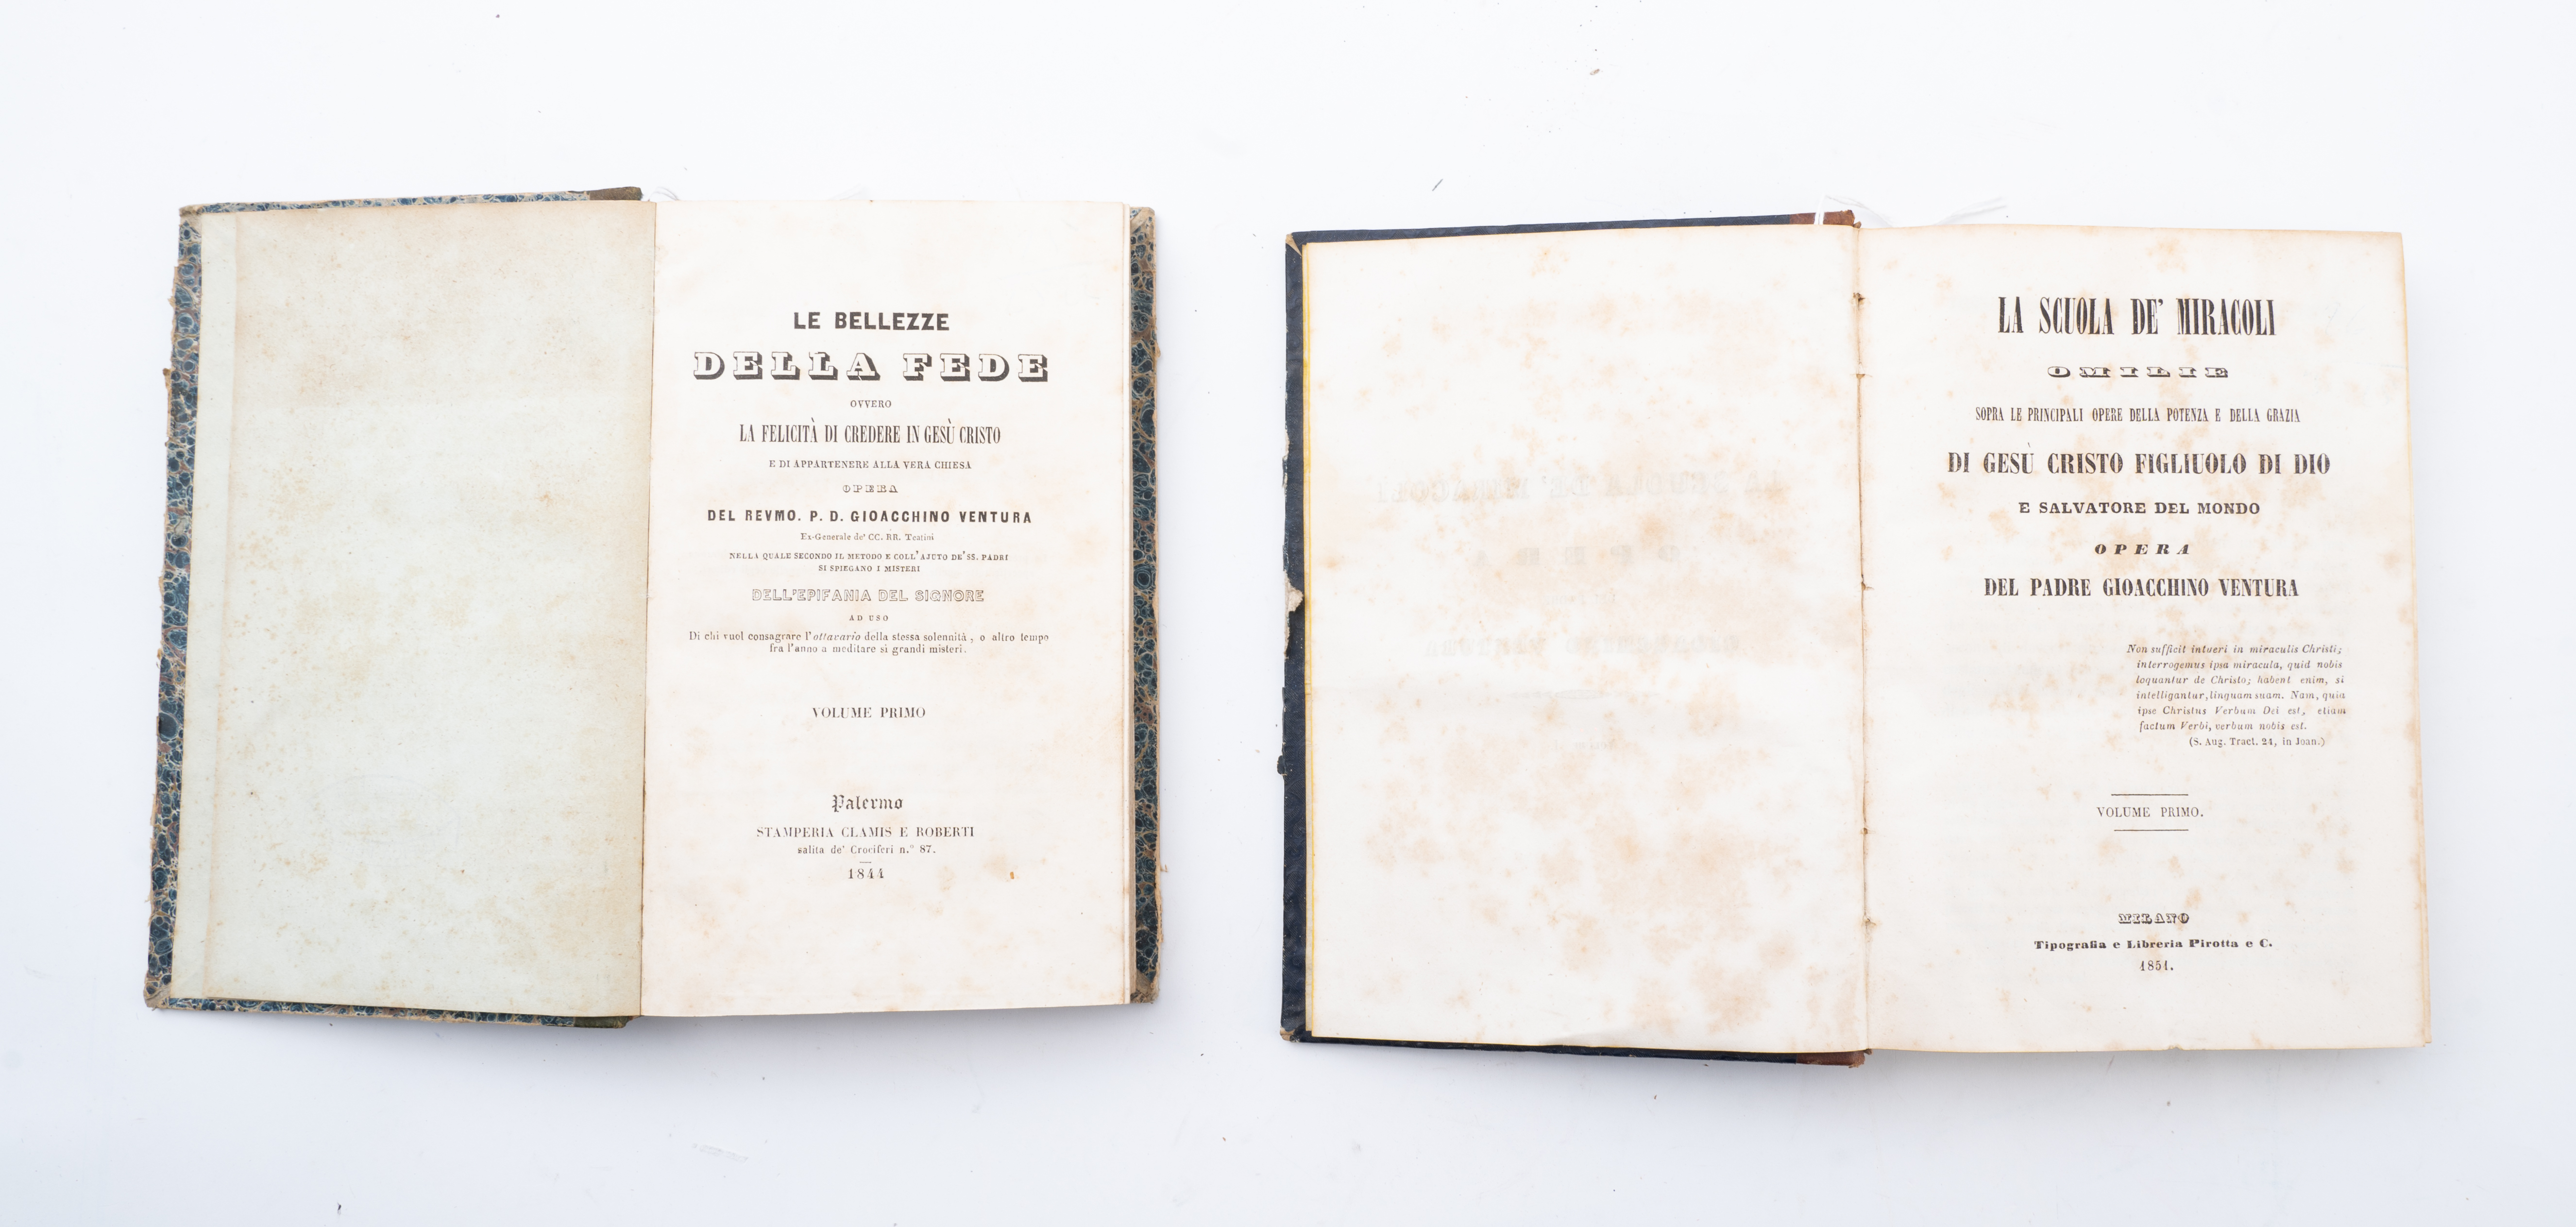 LE BELLEZZE
DELLA FEDE
OVVERO
LA FELICITÀ DI CREDERE IN GESÙ CRISTO
E DI APPARTENERE ALLA VERA CHIESA
OPERA
DEL REVMO. P. D. GIOACCHINO VENTURA
Ex-Generale de' CC. RR. Teatini
NELLA QUALE SECONDO IL METODO E COLL'AJUTO DE'SS. PADRI
SI SPIEGANO I MISTERI
DELL'EPIFANIA DEL SIGNORE
AD USO
Di chi vuol consagrare l'ottavario della stessa solennità, o altro tempo
fra l'anno a meditare sì grandi misteri.
VOLUME PRIMO
Palermo
STAMPERIA CLAMIS E ROBERTI
salita de' Crociferi n.° 87.
1844
LA SCUOLA DE' MIRACOLI
OMILIE
SOPRA LE PRINCIPALI OPERE DELLA POTENZA E DELLA GRAZIA
DI GESÙ CRISTO FIGLIUOLO DI DIO
E SALVATORE DEL MONDO
OPERA
DEL PADRE GIOACCHINO VENTURA
Non sufficit intueri in miraculis Christi;
interrogemus ipsa miracula, quid nobis
loquantur de Christo; habent enim, si
intelligantur, linguam suam. Nam, quia
ipse Christus Verbum Dei est, etiam
factum Verbi, verbum nobis est.
(S. Aug. Tract. 24, in Joan.)
VOLUME PRIMO.
MILANO
Tipografia e Libreria Pirotta e C.
1851.